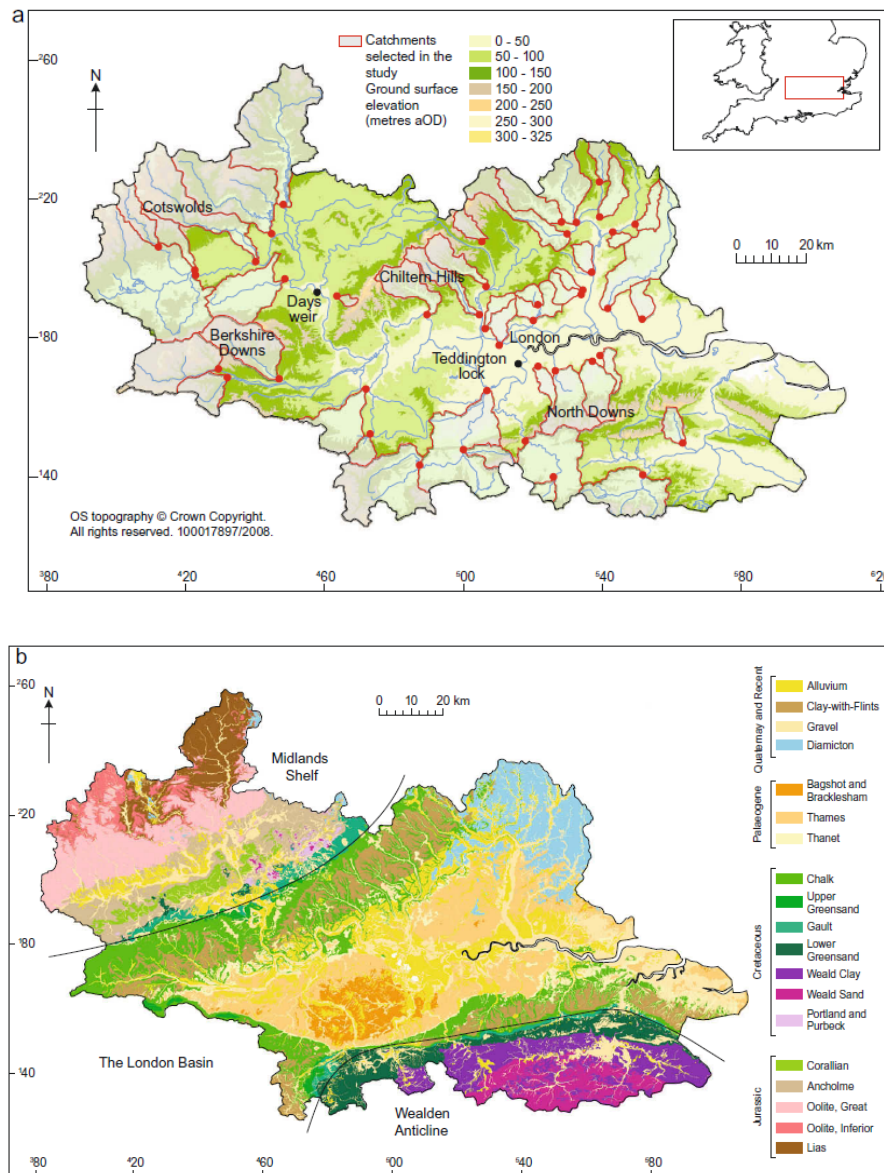 a
²60
N
Catchments
selected in the
study
Ground surface
elevation
(metres aOD)
0 - 50
50 - 100
100 - 150
150 - 200
200 - 250
250 - 300
300 - 325
²20
Cotswolds
0 10 20 km
Chiltern Hills
Days
weir
180
Berkshire
Downs
London
Teddington
lock
North Downs
140
OS topography © Crown Copyright.
All rights reserved. 100017897/2008.
³80 420 460 ⁵00 540 580 ⁶20
b
²60
N
0 10 20 km
Midlands
Shelf
²20
180
The London Basin
140
Wealden
Anticline
Quaternay and Recent
Alluvium
Clay-with-Flints
Gravel
Diamicton
Palaeogene
Bagshot and
Bracklesham
Thames
Thanet
Cretaceous
Chalk
Upper
Greensand
Gault
Lower
Greensand
Weald Clay
Weald Sand
Portland and
Purbeck
Jurassic
Corallian
Ancholme
Oolite, Great
Oolite, Inferior
Lias
³80 420 460 ⁵00 540 580